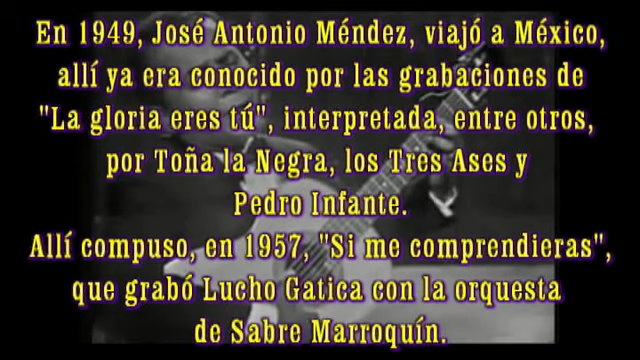 En 1949, José Antonio Méndez, viajó a México,
allí ya era conocido por las grabaciones de
"La gloria eres tú", interpretada, entre otros,
por Toña la Negra, los Tres Ases y
Pedro Infante.
Allí compuso, en 1957, "Si me comprendieras",
que grabó Lucho Gatica con la orquesta
de Sabre Marroquín.